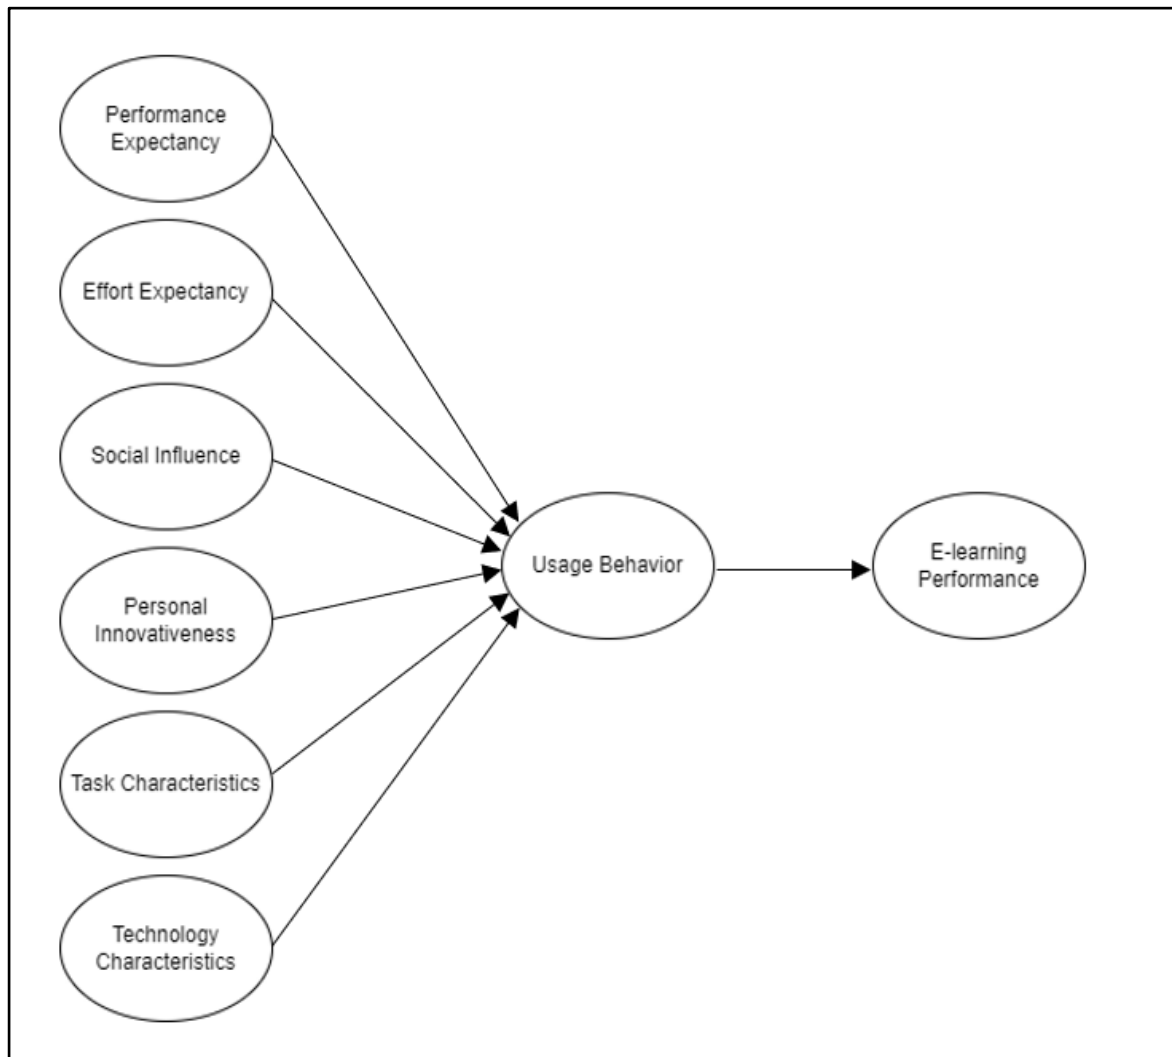 Performance
Expectancy
Effort Expectancy
Social Influence
Personal
Innovativeness
Task Characteristics
Technology
Characteristics
Usage Behavior
E-learning
Performance